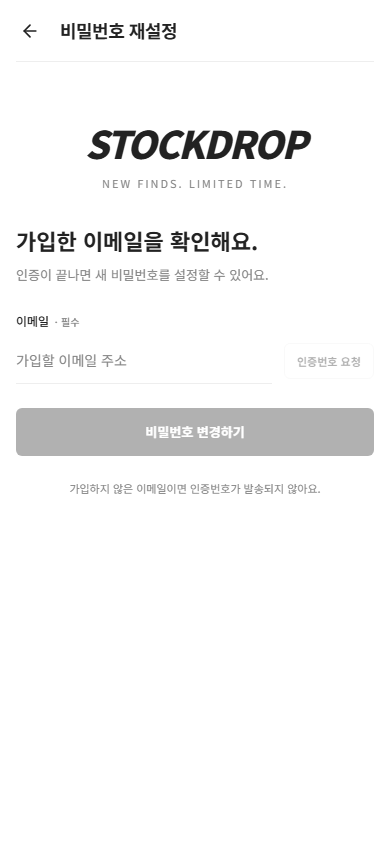 비밀번호 재설정
STOCKDROP
NEW FINDS. LIMITED TIME.
가입한 이메일을 확인해요.
인증이 끝나면 새 비밀번호를 설정할 수 있어요.
이메일 · 필수
가입할 이메일 주소
인증번호 요청
비밀번호 변경하기
가입하지 않은 이메일이면 인증번호가 발송되지 않아요.